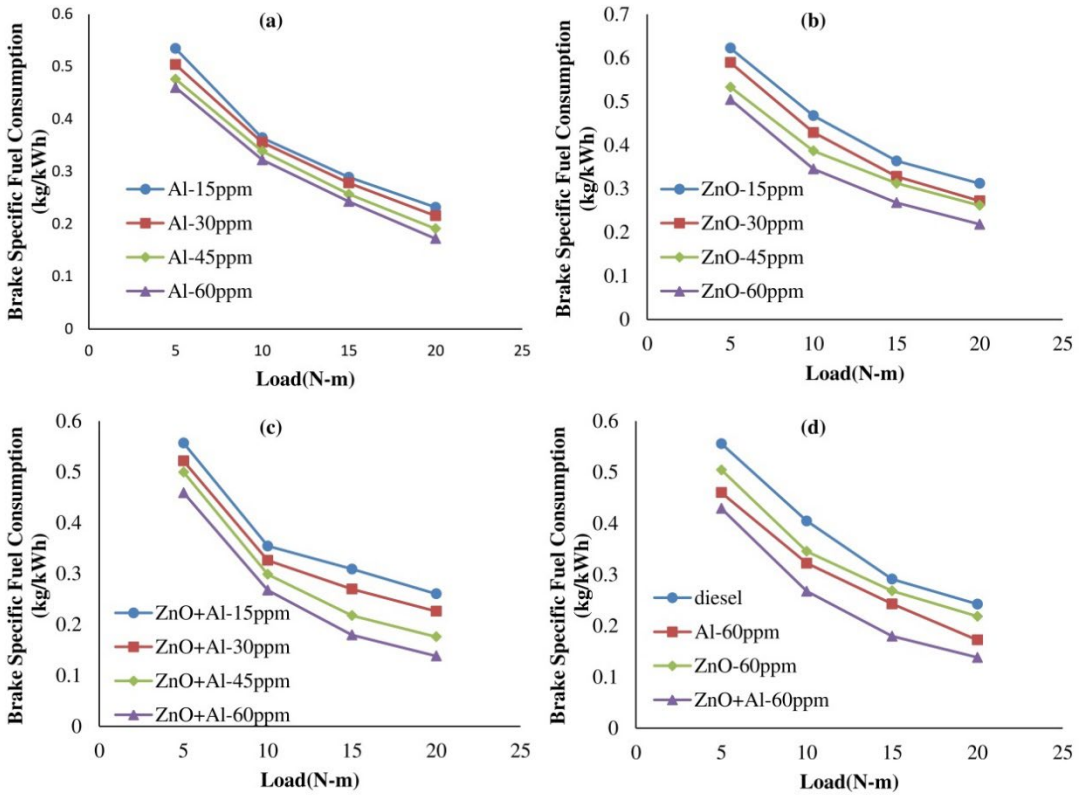 (a)
Brake Specific Fuel Consumption
(kg/kWh)
0.6
0.5
0.4
0.3
0.2
0.1
0
Al-15ppm
Al-30ppm
Al-45ppm
Al-60ppm
0 5 10 15 20 25
Load(N-m)
(b)
Brake Specific Fuel Consumption
(kg/kWh)
0.7
0.6
0.5
0.4
0.3
0.2
0.1
0
ZnO-15ppm
ZnO-30ppm
ZnO-45ppm
ZnO-60ppm
0 5 10 15 20 25
Load(N-m)
(c)
Brake Specific Fuel Consumption
(kg/kWh)
0.6
0.5
0.4
0.3
0.2
0.1
0
ZnO+Al-15ppm
ZnO+Al-30ppm
ZnO+Al-45ppm
ZnO+Al-60ppm
0 5 10 15 20 25
Load(N-m)
(d)
Brake Specific Fuel Consumption
(kg/kWh)
0.6
0.5
0.4
0.3
0.2
0.1
0
diesel
Al-60ppm
ZnO-60ppm
ZnO+Al-60ppm
0 5 10 15 20 25
Load(N-m)